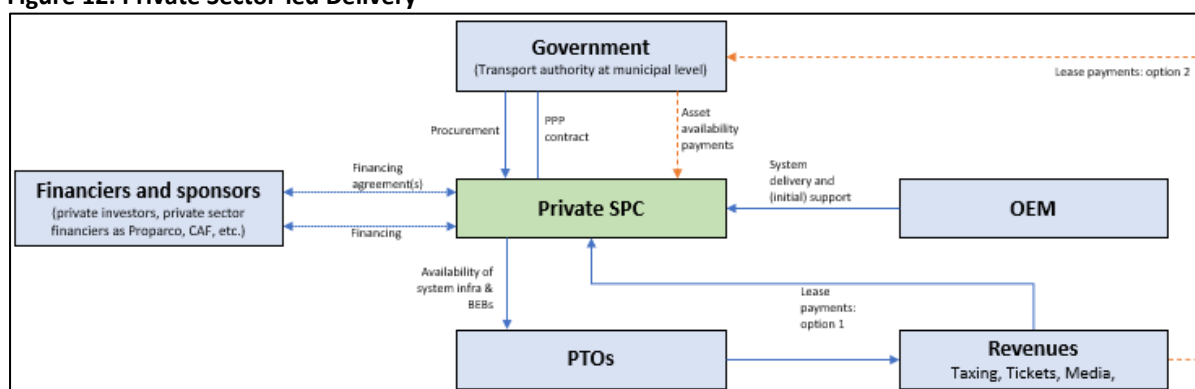 Figure 12: Private Sector-led Delivery
Government
(Transport authority at municipal level)
Lease payments: option 2
Procurement
PPP
contract
Asset
availability
payments
Financing
agreement(s)
System
delivery and
(initial) support
Financiers and sponsors
(private investors, private sector
financiers as Proparco, CAF, etc.)
Private SPC
OEM
Financing
Availability of
system infra &
BEBs
Lease
payments:
option 1
PTOs
Revenues
Taxing, Tickets, Media,